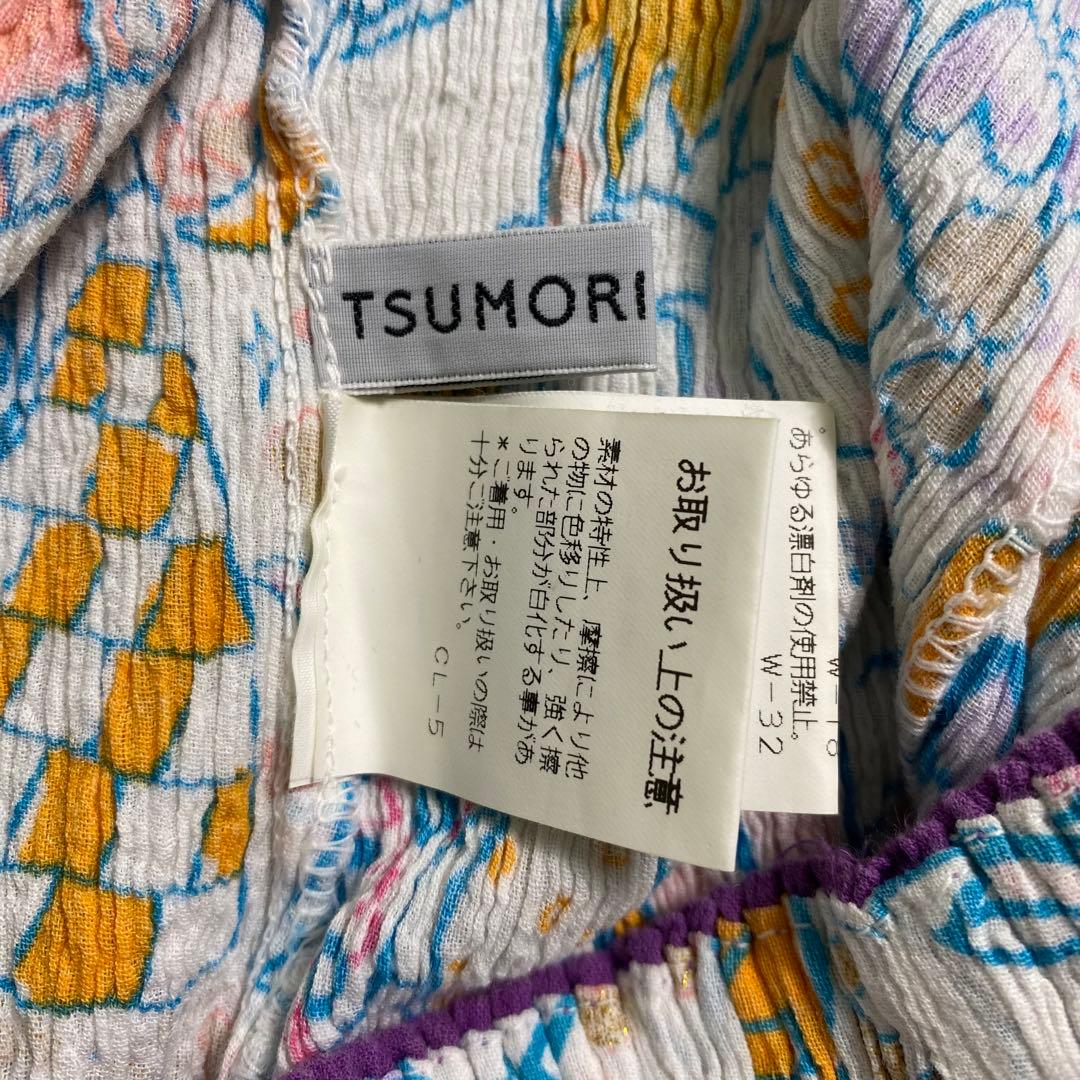 TSUMORI
お取り扱い上の注意
素材の特性上、摩擦により他
の物に色移りしたり、強く擦
られた部分が白化する事があ
ります。
*ご着用・お取り扱いの際は
十分ご注意下さい。
CL-5
。
あらゆる漂白剤の使用禁止。
W-32